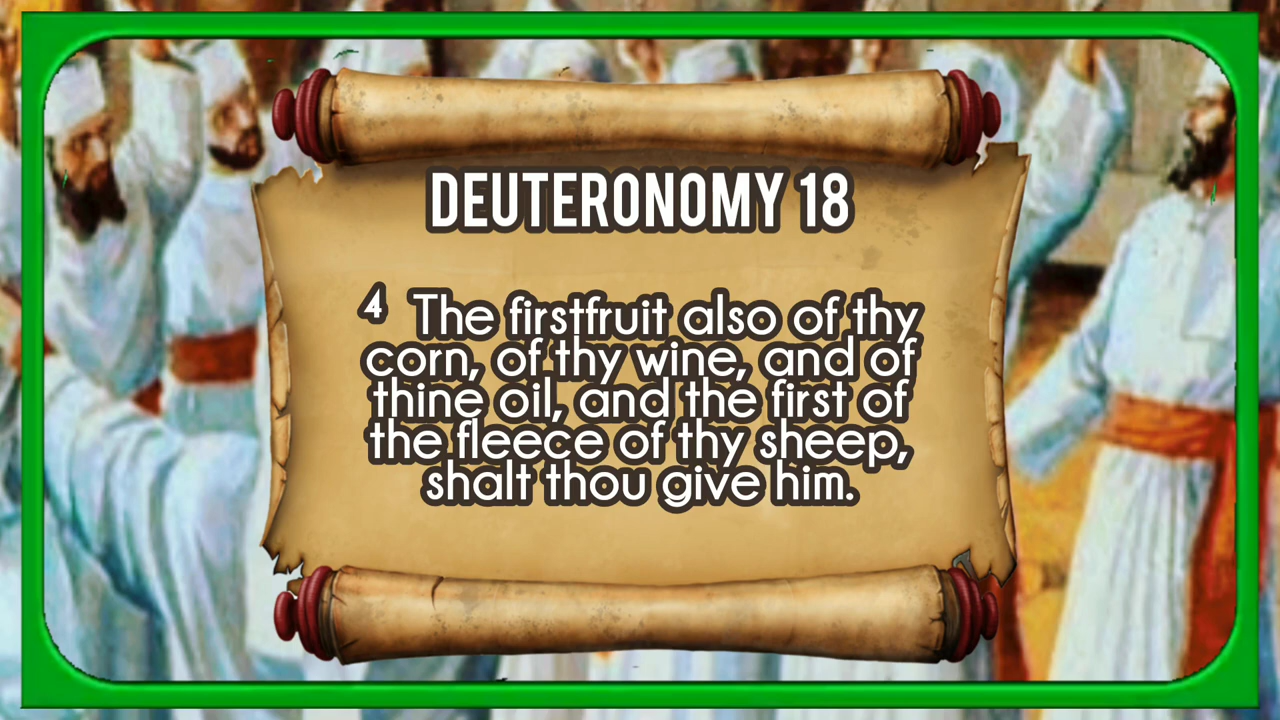 DEUTERONOMY 18
4 The firstfruit also of thy
corn, of thy wine, and of
thine oil, and the first of
the fleece of thy sheep,
shalt thou give him.